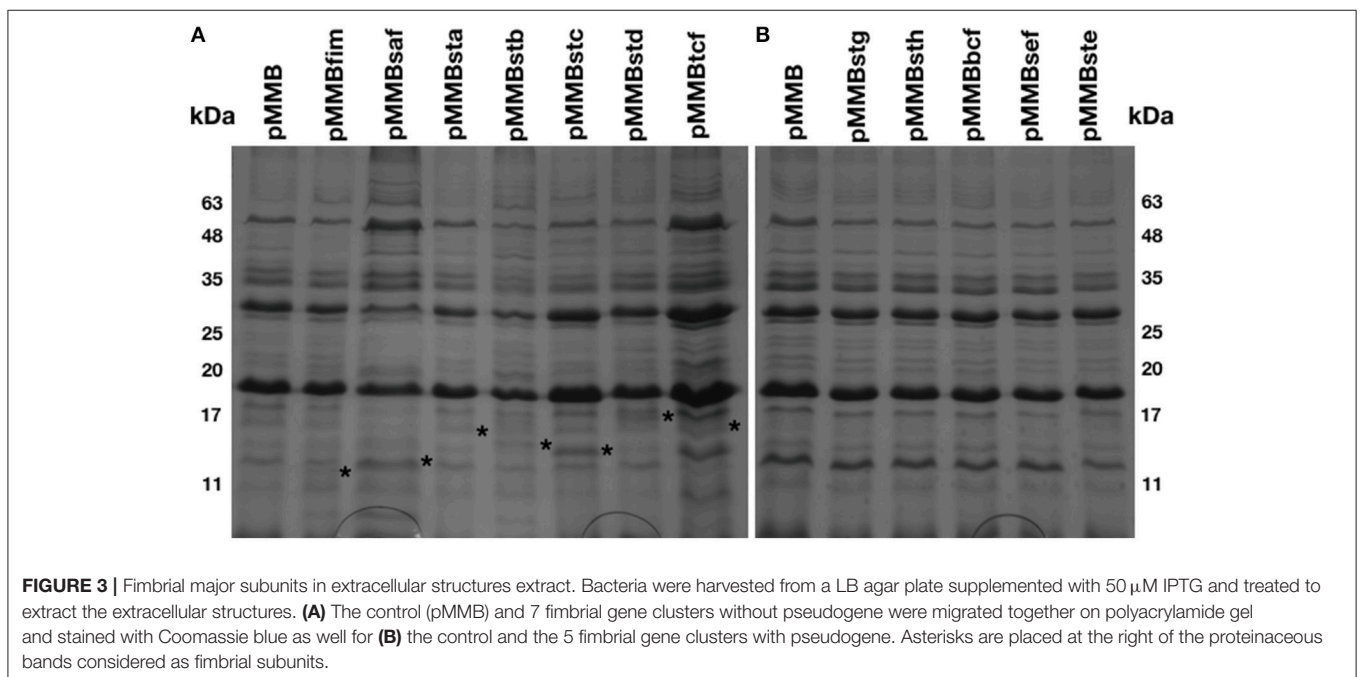 A
B
kDa
pMMB
pMMBfim
pMMBsaf
pMMBsta
pMMBstb
pMMBstc
pMMBstd
pMMBtcf
pMMB
pMMBstg
pMMBsth
pMMBbcf
pMMBsef
pMMBste
kDa
63
48
35
25
20
17
11
* * * * * * *
63
48
35
25
20
17
11
FIGURE 3 | Fimbrial major subunits in extracellular structures extract. Bacteria were harvested from a LB agar plate supplemented with 50 μM IPTG and treated to
extract the extracellular structures. (A) The control (pMMB) and 7 fimbrial gene clusters without pseudogene were migrated together on polyacrylamide gel
and stained with Coomassie blue as well for (B) the control and the 5 fimbrial gene clusters with pseudogene. Asterisks are placed at the right of the proteinaceous
bands considered as fimbrial subunits.